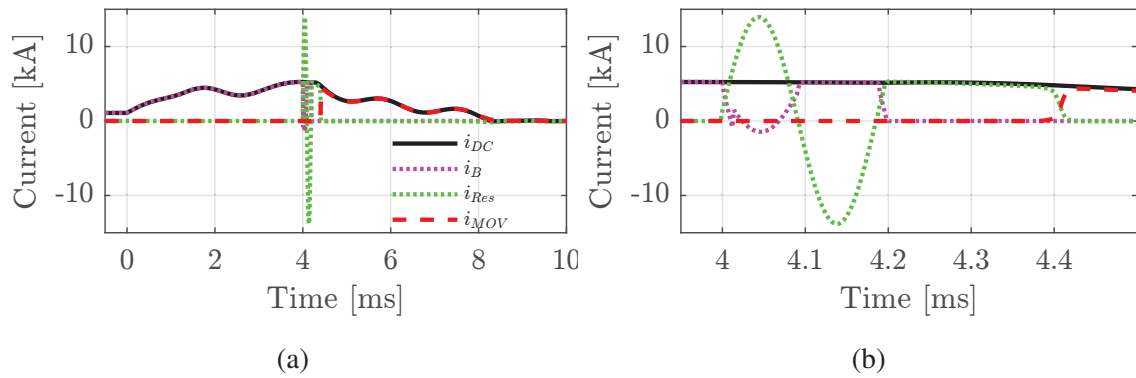 10
0
-10
Current [kA]
0
2
4
6
8
10
Time [ms]
i_DC
i_B
i_Res
i_MOV
(a)
10
0
-10
Current [kA]
4
4.1
4.2
4.3
4.4
Time [ms]
(b)